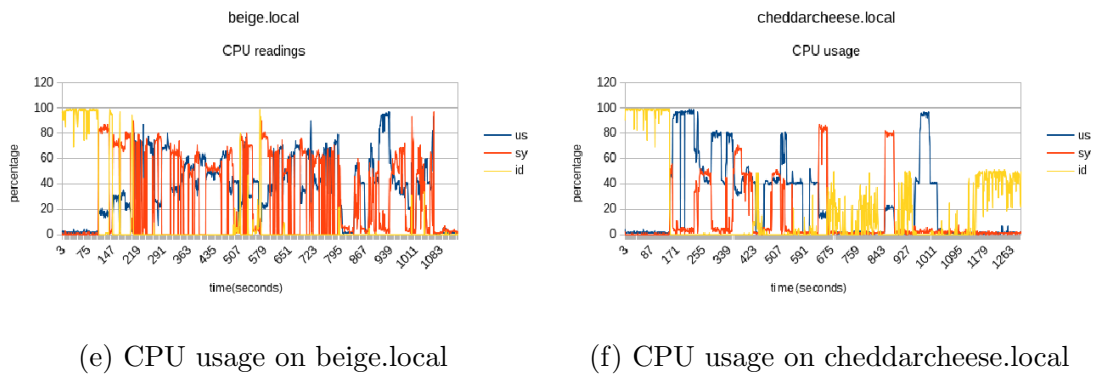 beige.local
CPU readings
120
100
80
60
40
20
0
percentage
3
75
147
219
291
363
435
507
579
651
723
795
867
939
1011
1083
time(seconds)
us
sy
id
(e) CPU usage on beige.local
cheddarcheese.local
CPU usage
120
100
80
60
40
20
0
percentage
3
87
171
255
339
423
507
591
675
759
843
927
1011
1095
1179
1263
time(seconds)
us
sy
id
(f) CPU usage on cheddarcheese.local